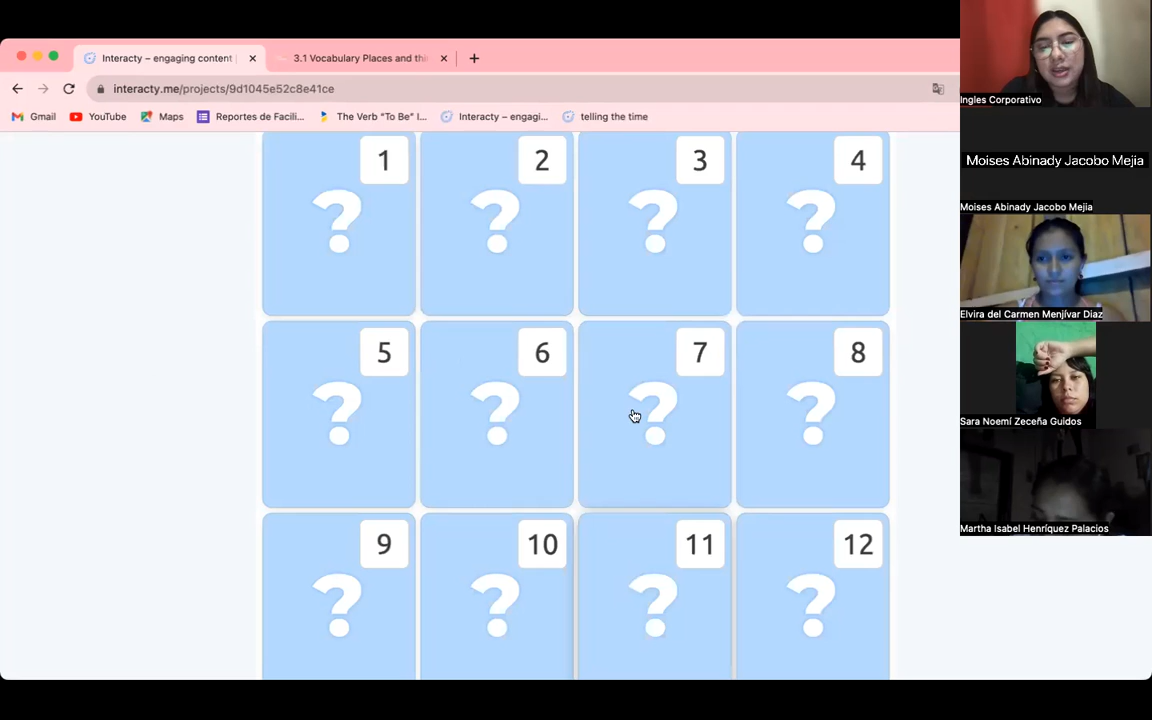 Interacty – engaging content
3.1 Vocabulary Places and thi
interacty.me/projects/9d1045e52c8e41ce
Gmail
YouTube
Maps
Reportes de Facili...
The Verb "To Be" I...
Interacty – engagi...
telling the time
1
2
3
4
?
?
?
?
5
6
7
8
?
?
?
?
9
10
11
12
?
?
?
?
Ingles Corporativo
Moises Abinady Jacobo Mejia
Moises Abinady Jacobo Mejia
Elvira del Carmen Menjívar Diaz
Sara Noemí Zeceña Guidos
Martha Isabel Henríquez Palacios